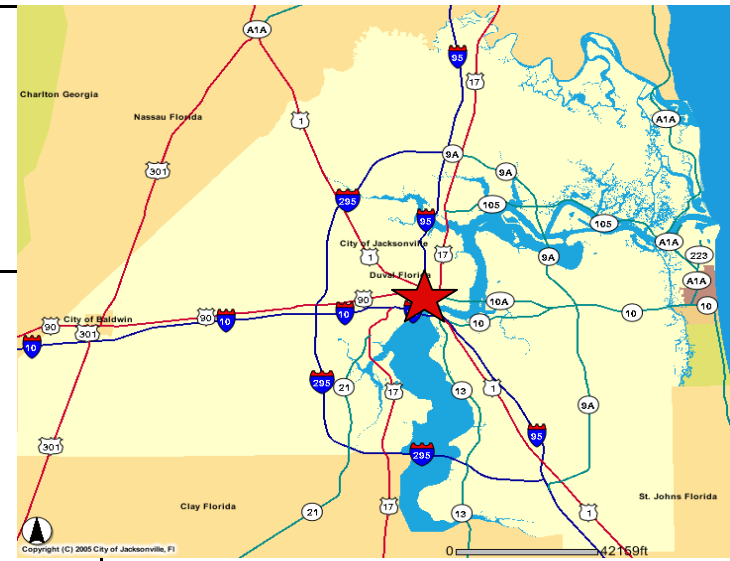 A1A
95
17
Charlton Georgia
Nassau Florida
1
A1A
9A
301
9A
295
105
95
105
City of Jacksonville
A1A
17
223
1
9A
Duval Florida
A1A
90
10A
10
90
10
10
City of Baldwin
10
90
301
10
10
295
21
17
13
1
9A
95
301
295
St. Johns Florida
Clay Florida
17
21
13
1
Copyright (C) 2005 City of Jacksonville, Fl
0
42159ft